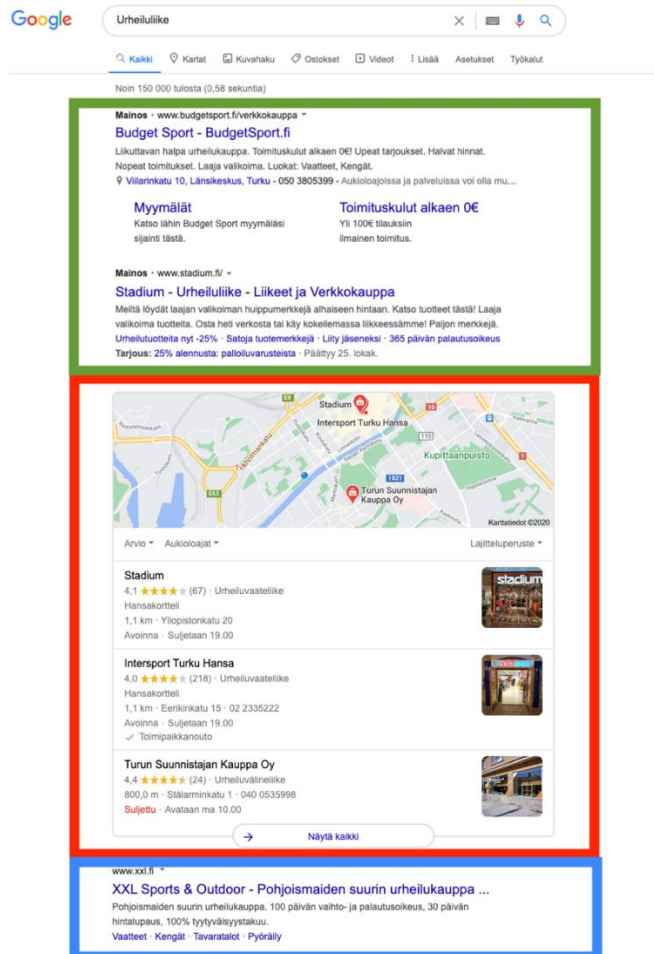 Google
Urheiluliike
Kaikki Kartat Kuvahaku Ostokset Videot Lisää Asetukset Työkalut
Noin 150 000 tulosta (0,58 sekuntia)
Mainos · www.budgetsport.fi/verkkokauppa
Budget Sport - BudgetSport.fi
Liikuttavan halpa urheilukauppa. Toimituskulut alkaen 0€! Upeat tarjoukset. Halvat hinnat.
Nopeat toimitukset. Laaja valikoima. Luokat: Vaatteet, Kengät.
Viilarinkatu 10, Länsikeskus, Turku - 050 3805399 - Aukioloajoissa ja palveluissa voi olla mu...
Myymälät
Katso lähin Budget Sport myymäläsi
sijainti tästä.
Toimituskulut alkaen 0€
Yli 100€ tilauksiin
ilmainen toimitus.
Mainos · www.stadium.fi/
Stadium - Urheiluliike - Liikeet ja Verkkokauppa
Meiltä löydät laajan valikoiman huippumerkkejä alhaiseen hintaan. Katso tuotteet tästä! Laaja
valikoima tuotteita. Osta heti verkosta tai käy kokeilemassa liikkeessämme! Paljon merkkejä.
Urheilutuotteita nyt -25% · Satoja tuotemerkkejä · Liity jäseneksi · 365 päivän palautusoikeus
Tarjous: 25% alennusta: palloiluvarusteista · Päättyy 25. lokak.
E8
Stadium
10
Intersport Turku Hansa
110
Kupittaanpuisto
1
1821
E63
Turun Suunnistajan
Kauppa Oy
Karttatiedot ©2020
Arvio Aukioloajat Lajitteluperuste
Stadium
4,1 (67) · Urheiluvaateliike
Hansakortteli
1,1 km · Yliopistonkatu 20
Avoinna · Suljetaan 19.00
stadium
Intersport Turku Hansa
4,0 (218) · Urheiluvaateliike
Hansakortteli
1,1 km · Eerikinkatu 15 · 02 2335222
Avoinna · Suljetaan 19.00
Toimipaikkanouto
Turun Suunnistajan Kauppa Oy
4,4 (24) · Urheiluvälineliike
800,0 m · Stålarminkatu 1 · 040 0535998
Suljettu · Avataan ma 10.00
Näytä kaikki
www.xxl.fi
XXL Sports & Outdoor - Pohjoismaiden suurin urheilukauppa ...
Pohjoismaiden suurin urheilukauppa. 100 päivän vaihto- ja palautusoikeus, 30 päivän
hintalupaus, 100% tyytyväisyystakuu.
Vaatteet · Kengät · Tavaratalot · Pyöräily